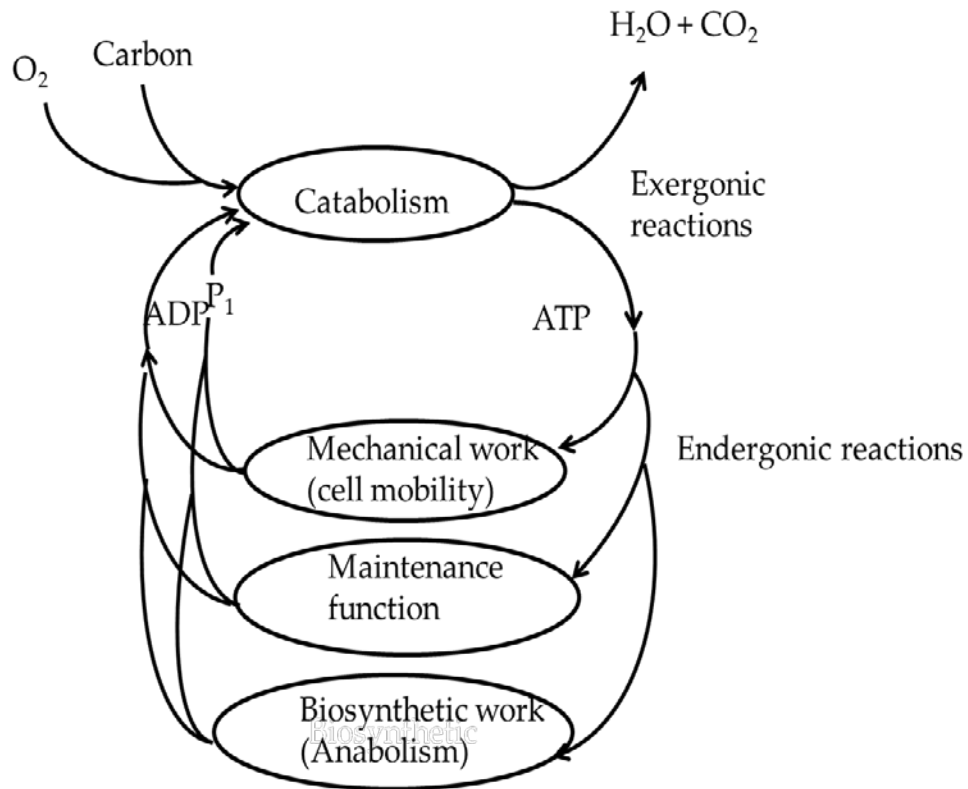 H₂O + CO₂
Carbon
O₂
Catabolism
Exergonic
reactions
ADP
P₁
ATP
Mechanical work
(cell mobility)
Endergonic reactions
Maintenance
function
Biosynthetic work
Biosynthetic
(Anabolism)